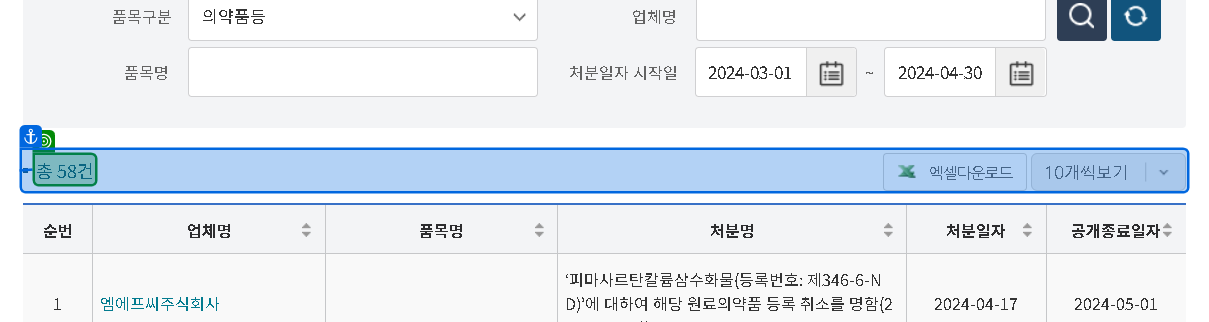 품목구분 의약품등 업체명
품목명 처분일자 시작일 2024-03-01 ~ 2024-04-30
총 58건 엑셀다운로드 10개씩보기
순번 업체명 품목명 처분명 처분일자 공개종료일자
‘피마사르탄칼륨삼수화물(등록번호: 제346-6-N
1 엠에프씨주식회사 D)’에 대하여 해당 원료의약품 등록 취소를 명함(2 2024-04-17 2024-05-01